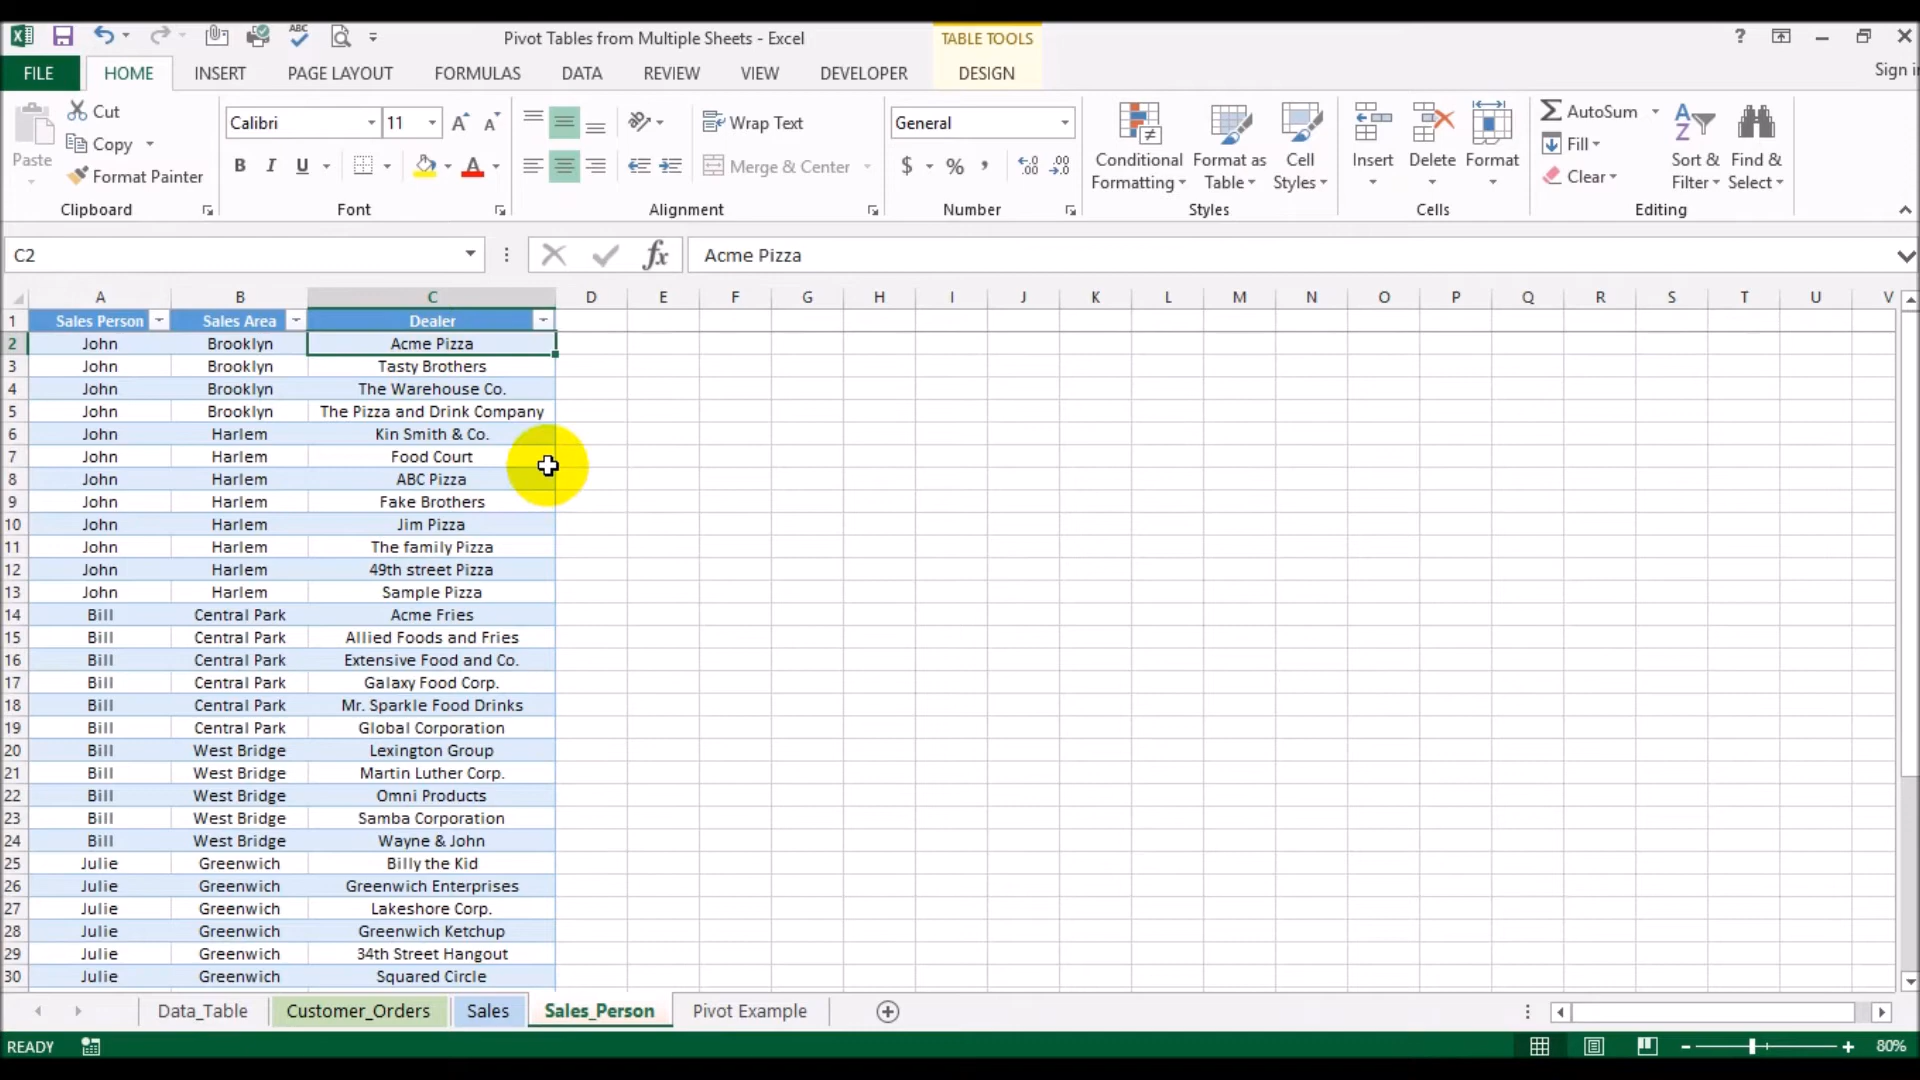 Pivot Tables from Multiple Sheets - Excel
TABLE TOOLS
?
FILE HOME INSERT PAGE LAYOUT FORMULAS DATA REVIEW VIEW DEVELOPER DESIGN
Paste
Cut
Copy
Format Painter
Clipboard
Calibri 11
B I U
Font
Wrap Text
Merge & Center
Alignment
General
$ % ,
Number
Conditional Formatting
Format as Table
Cell Styles
Styles
Insert
Delete
Format
Cells
AutoSum
Fill
Clear
Sort & Filter
Find & Select
Editing
C2 fx Acme Pizza
A B C D E F G H I J K L M N O P Q R S T U V
1 Sales Person Sales Area Dealer
2 John Brooklyn Acme Pizza
3 John Brooklyn Tasty Brothers
4 John Brooklyn The Warehouse Co.
5 John Brooklyn The Pizza and Drink Company
6 John Harlem Kin Smith & Co.
7 John Harlem Food Court
8 John Harlem ABC Pizza
9 John Harlem Fake Brothers
10 John Harlem Jim Pizza
11 John Harlem The family Pizza
12 John Harlem 49th street Pizza
13 John Harlem Sample Pizza
14 Bill Central Park Acme Fries
15 Bill Central Park Allied Foods and Fries
16 Bill Central Park Extensive Food and Co.
17 Bill Central Park Galaxy Food Corp.
18 Bill Central Park Mr. Sparkle Food Drinks
19 Bill Central Park Global Corporation
20 Bill West Bridge Lexington Group
21 Bill West Bridge Martin Luther Corp.
22 Bill West Bridge Omni Products
23 Bill West Bridge Samba Corporation
24 Bill West Bridge Wayne & John
25 Julie Greenwich Billy the Kid
26 Julie Greenwich Greenwich Enterprises
27 Julie Greenwich Lakeshore Corp.
28 Julie Greenwich Greenwich Ketchup
29 Julie Greenwich 34th Street Hangout
30 Julie Greenwich Squared Circle
Data_Table Customer_Orders Sales Sales_Person Pivot Example
READY 80%